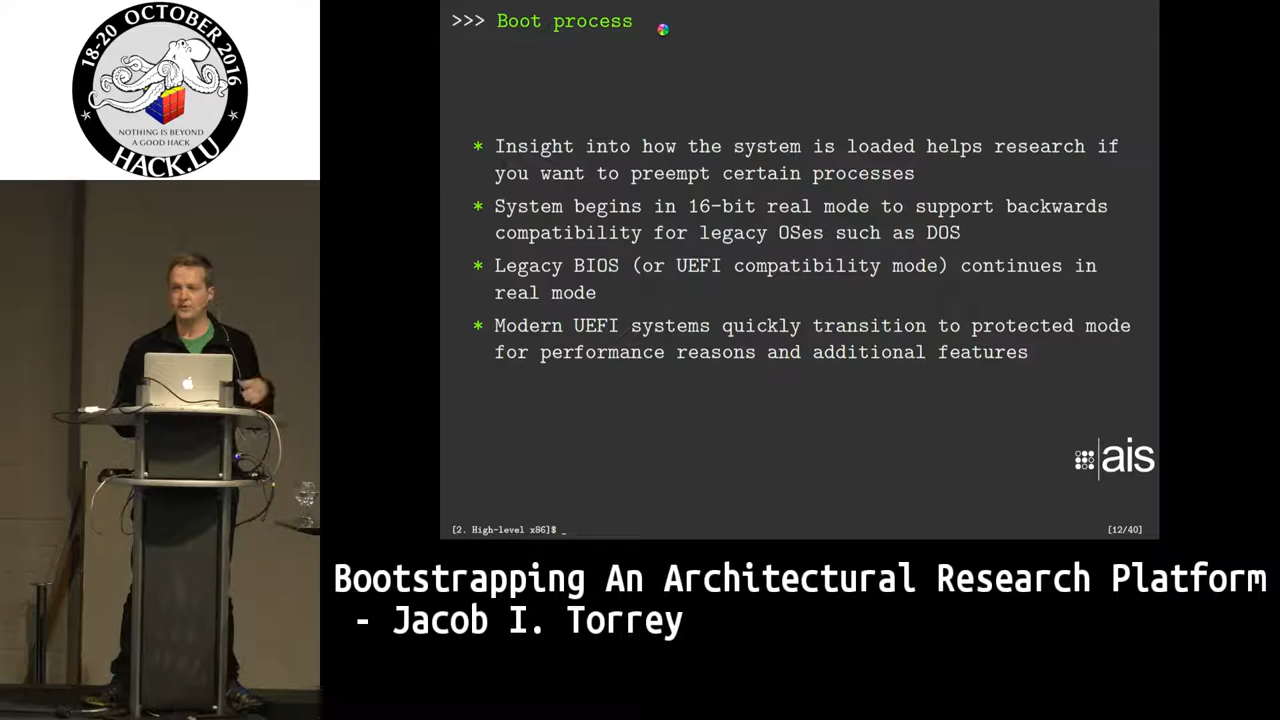 18-20 OCTOBER 2016
NOTHING IS BEYOND
A GOOD HACK
HACK.LU
>>> Boot process
* Insight into how the system is loaded helps research if
you want to preempt certain processes
* System begins in 16-bit real mode to support backwards
compatibility for legacy OSes such as DOS
* Legacy BIOS (or UEFI compatibility mode) continues in
real mode
* Modern UEFI systems quickly transition to protected mode
for performance reasons and additional features
ais
[2. High-level x86]$ _
[12/40]
Bootstrapping An Architectural Research Platform
- Jacob I. Torrey